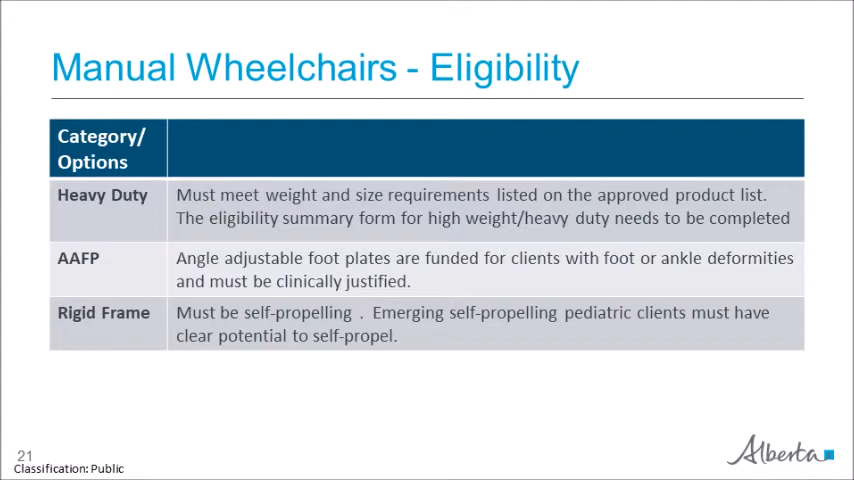 Manual Wheelchairs - Eligibility
Category/
Options
Heavy Duty
Must meet weight and size requirements listed on the approved product list.
The eligibility summary form for high weight/heavy duty needs to be completed
AAFP
Angle adjustable foot plates are funded for clients with foot or ankle deformities
and must be clinically justified.
Rigid Frame
Must be self-propelling . Emerging self-propelling pediatric clients must have
clear potential to self-propel.
21
Classification: Public
Alberta